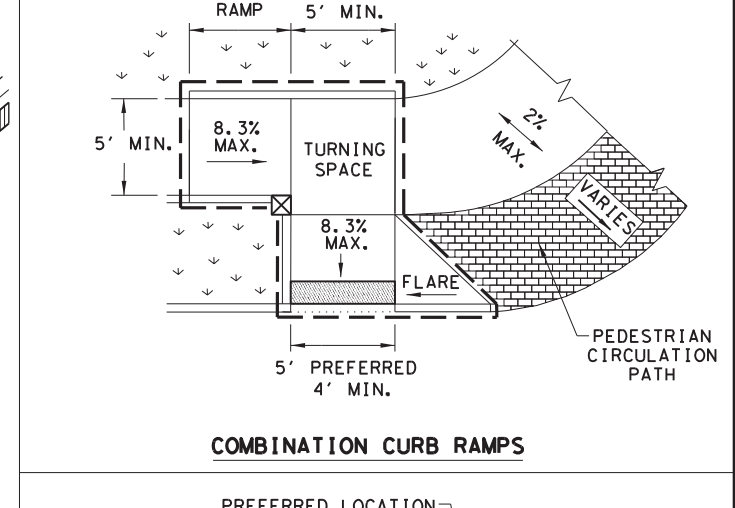 RAMP
5' MIN.
5' MIN.
8.3%
MAX.
TURNING
SPACE
2%
MAX.
VARIES
8.3%
MAX.
FLARE
5' PREFERRED
4' MIN.
PEDESTRIAN
CIRCULATION
PATH
COMBINATION CURB RAMPS
PREFERRED LOCATION